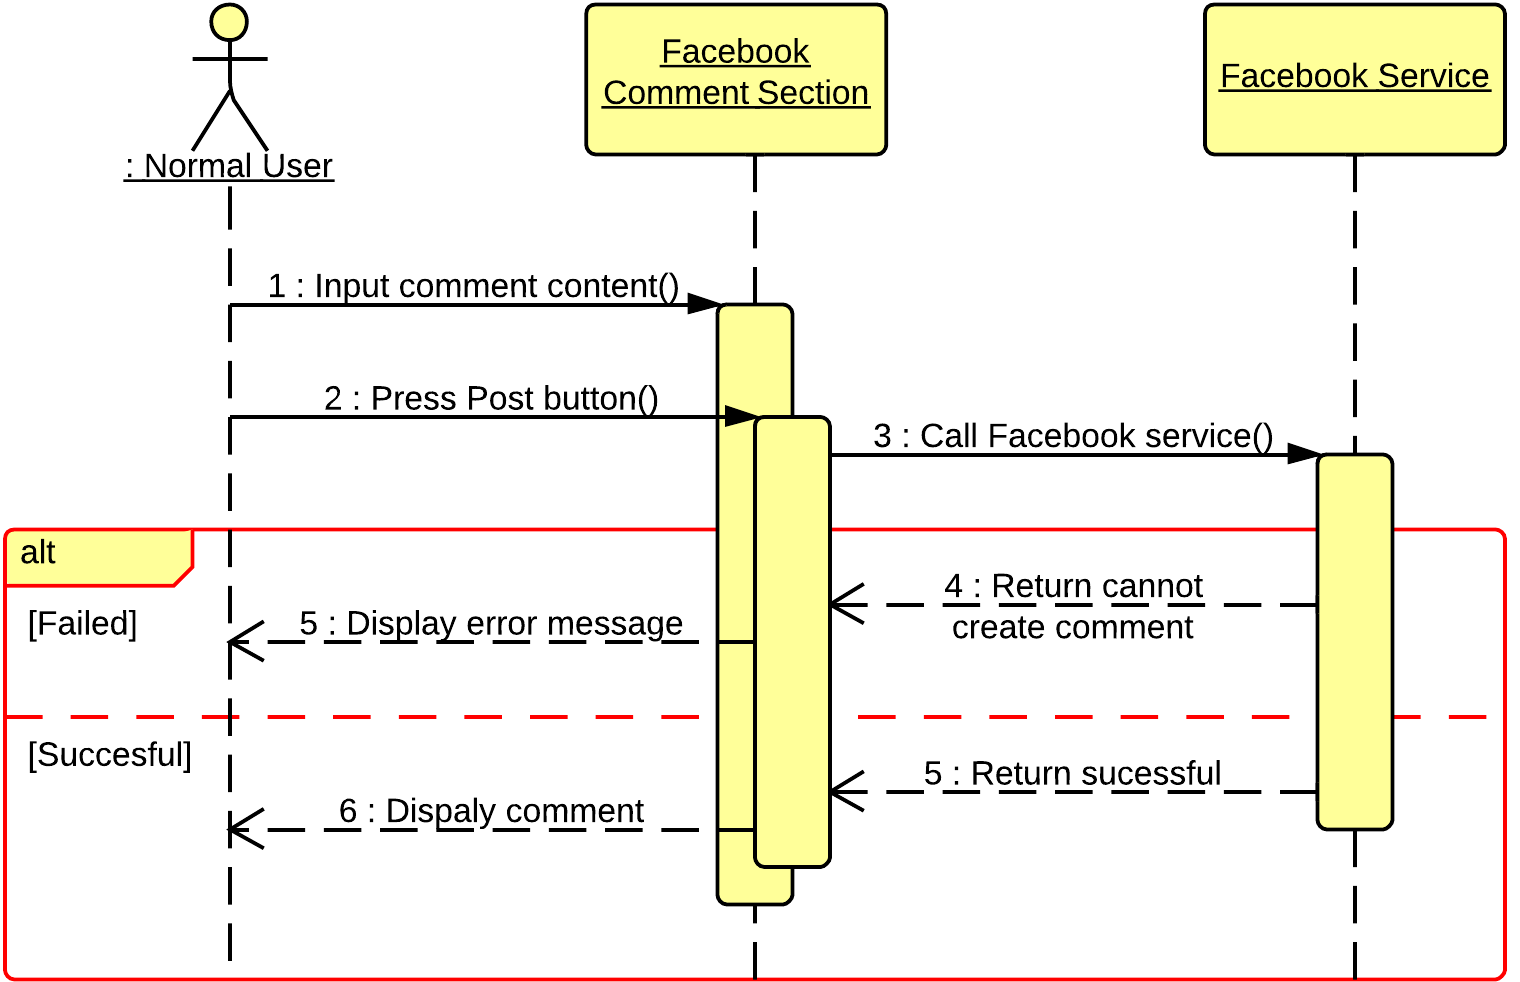 : Normal User
Facebook
Comment Section
Facebook Service
1 : Input comment content()
2 : Press Post button()
3 : Call Facebook service()
alt
[Failed]
4 : Return cannot
create comment
5 : Display error message
[Succesful]
5 : Return sucessful
6 : Dispaly comment